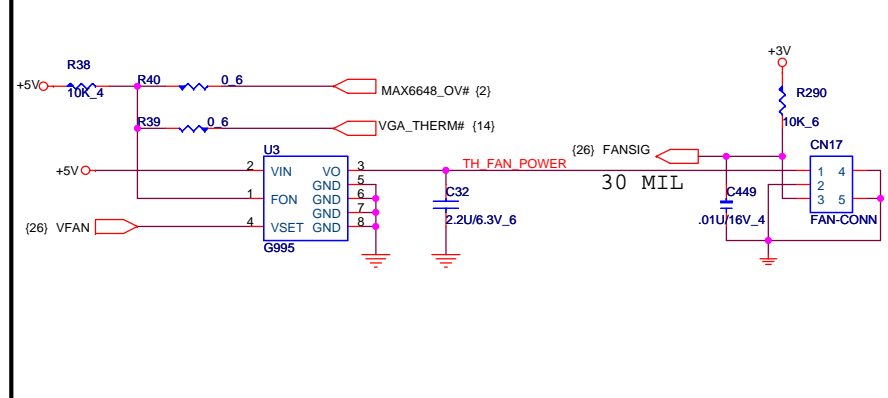 +3V
R38
+5V
10K_4
R40
0_6
MAX6648_OV# {2}
R290
10K_6
R39
0_6
VGA_THERM# {14}
U3
CN17
{26} FANSIG
+5V
2
VIN
VO
3
TH_FAN_POWER
30 MIL
1
4
GND
5
2
1
FON
GND
6
C32
C449
3
5
GND
7
{26} VFAN
4
VSET
GND
8
2.2U/6.3V_6
.01U/16V_4
FAN-CONN
G995